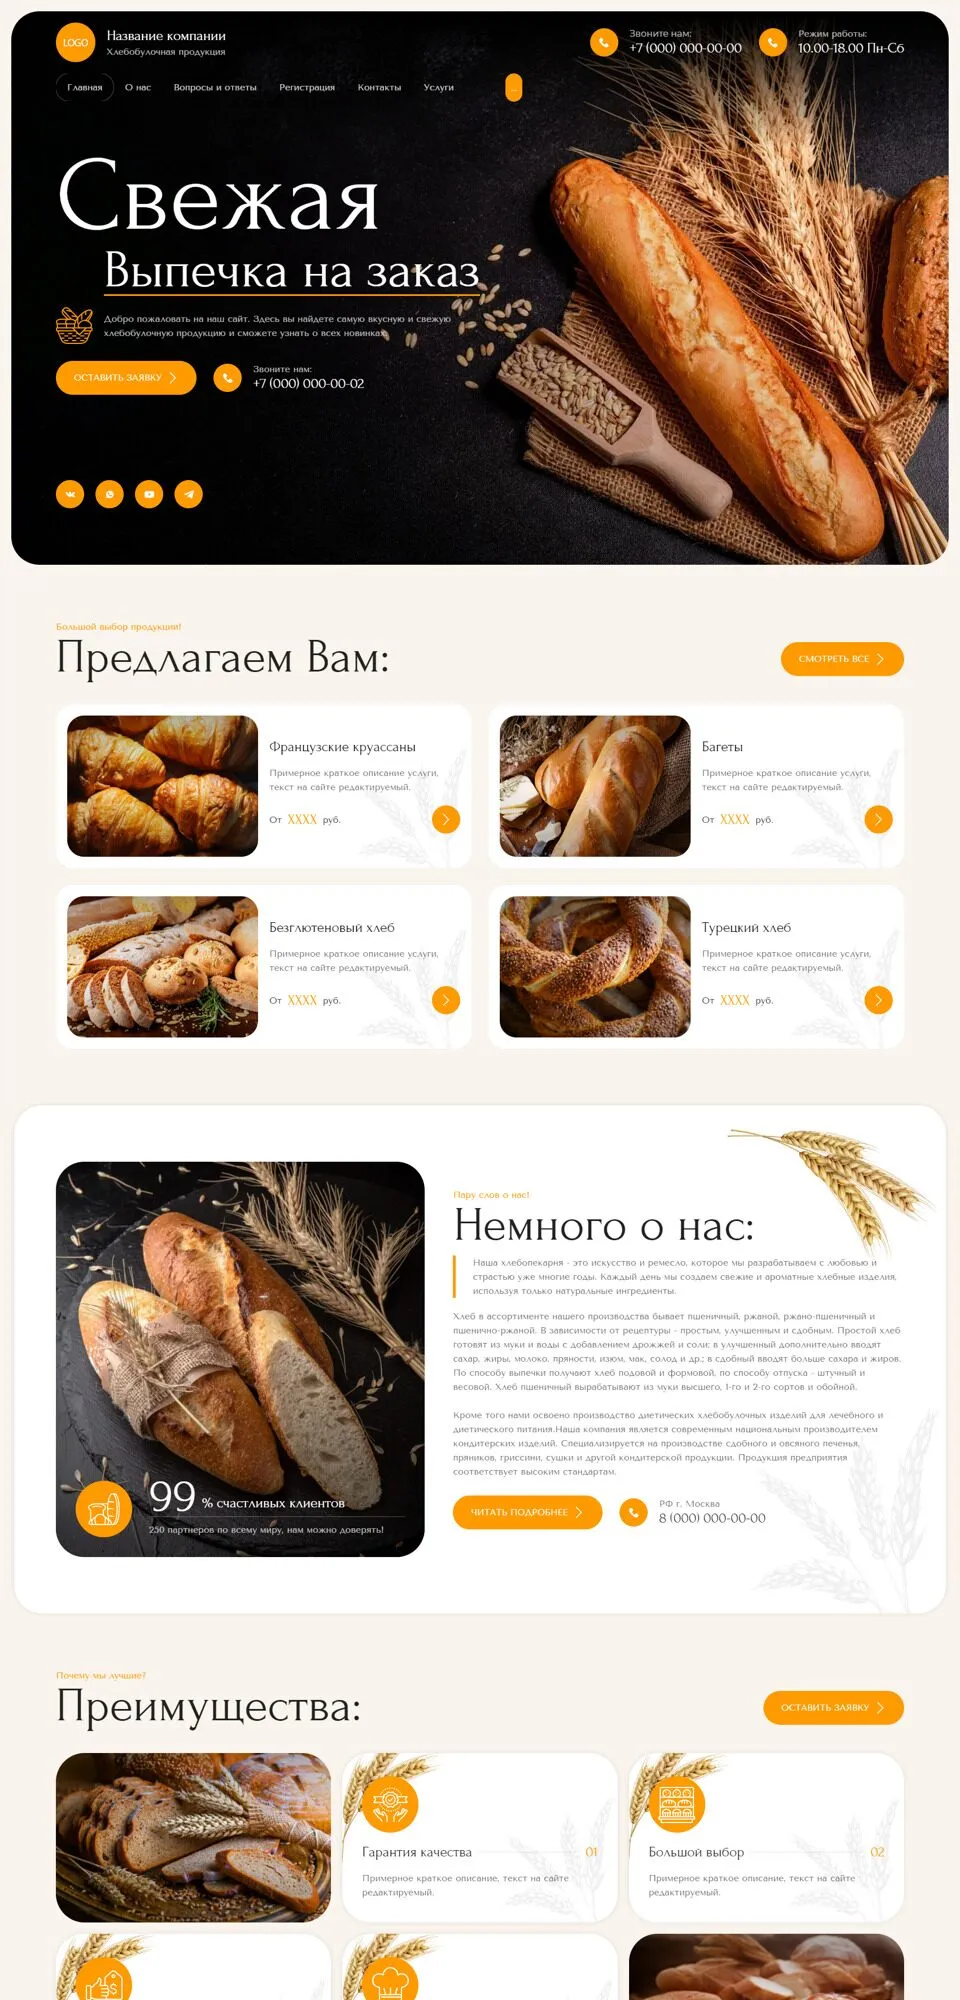 LOGO
Название компании
Хлебобулочная продукция
Звоните нам:
+7 (000) 000-00-00
Режим работы:
10.00-18.00 Пн-Сб
Главная
О нас
Вопросы и ответы
Регистрация
Контакты
Услуги
Свежая
Выпечка на заказ
Добро пожаловать на наш сайт. Здесь вы найдете самую вкусную и свежую
хлебобулочную продукцию и сможете узнать о всех новинках.
ОСТАВИТЬ ЗАЯВКУ
Звоните нам:
+7 (000) 000-00-02
Большой выбор продукции!
Предлагаем Вам:
СМОТРЕТЬ ВСЕ
Французские круассаны
Примерное краткое описание услуги,
текст на сайте редактируемый.
От XXXX руб.
Багеты
Примерное краткое описание услуги,
текст на сайте редактируемый.
От XXXX руб.
Безглютеновый хлеб
Примерное краткое описание услуги,
текст на сайте редактируемый.
От XXXX руб.
Турецкий хлеб
Примерное краткое описание услуги,
текст на сайте редактируемый.
От XXXX руб.
Пару слов о нас!
Немного о нас:
Наша хлебопекарня - это искусство и ремесло, которое мы разрабатываем с любовью и
страстью уже многие годы. Каждый день мы создаем свежие и ароматные хлебные изделия,
используя только натуральные ингредиенты.
Хлеб в ассортименте нашего производства бывает пшеничный, ржаной, ржано-пшеничный и
пшенично-ржаной. В зависимости от рецептуры - простым, улучшенным и сдобным. Простой хлеб
готовят из муки и воды с добавлением дрожжей и соли; в улучшенный дополнительно вводят
сахар, жиры, молоко, пряности, изюм, мак, солод и др.; в сдобный вводят больше сахара и жиров.
По способу выпечки получают хлеб подовой и формовой, по способу отпуска - штучный и
весовой. Хлеб пшеничный вырабатывают из муки высшего, 1-го и 2-го сортов и обойной.
Кроме того нами освоено производство диетических хлебобулочных изделий для лечебного и
диетического питания.Наша компания является современным национальным производителем
кондитерских изделий. Специализируется на производстве сдобного и овсяного печенья,
пряников, гриссини, сушки и другой кондитерской продукции. Продукция предприятия
соответствует высоким стандартам.
99 % счастливых клиентов
250 партнеров по всему миру, нам можно доверять!
ЧИТАТЬ ПОДРОБНЕЕ
РФ г. Москва
8 (000) 000-00-00
Почему мы лучшие?
Преимущества:
ОСТАВИТЬ ЗАЯВКУ
Гарантия качества
01
Примерное краткое описание, текст на сайте
редактируемый.
Большой выбор
02
Примерное краткое описание, текст на сайте
редактируемый.